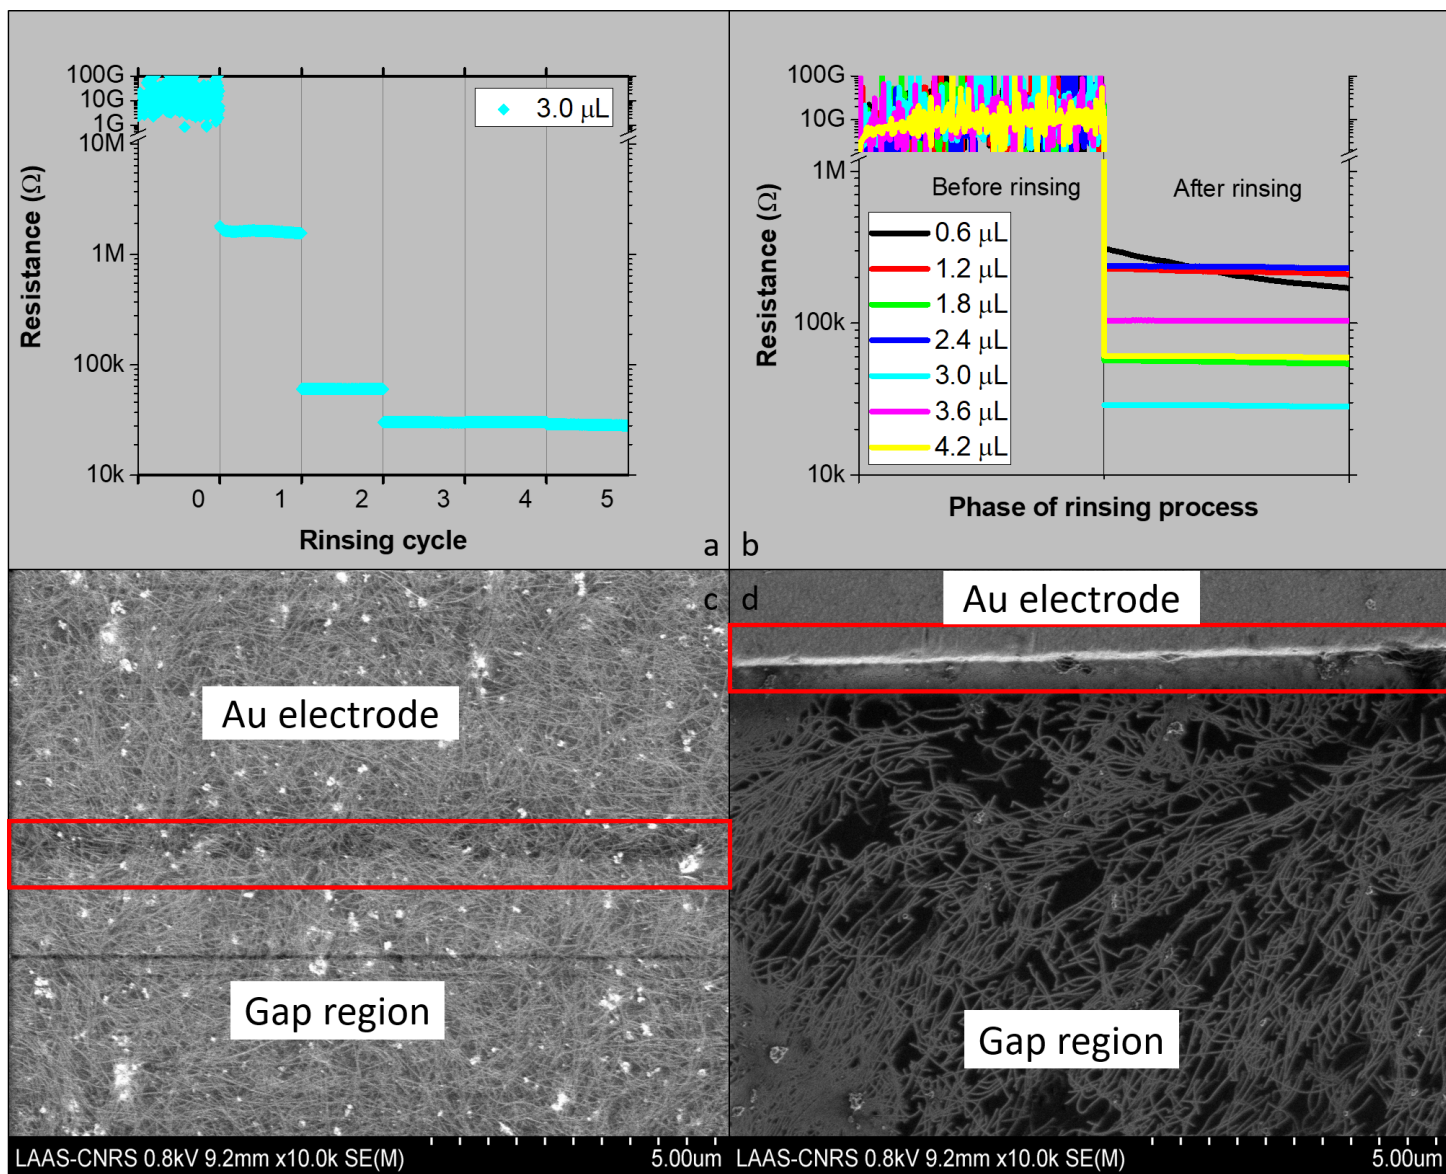 100G
10G
1G
10M
1M
100k
10k
Resistance (Ω)
3.0 μL
0
1
2
3
4
5
Rinsing cycle
a
100G
10G
1M
100k
10k
Resistance (Ω)
Before rinsing
After rinsing
0.6 μL
1.2 μL
1.8 μL
2.4 μL
3.0 μL
3.6 μL
4.2 μL
Phase of rinsing process
b
c
Au electrode
Gap region
LAAS-CNRS 0.8kV 9.2mm x10.0k SE(M)
5.00um
d
Au electrode
Gap region
LAAS-CNRS 0.8kV 9.2mm x10.0k SE(M)
5.00um